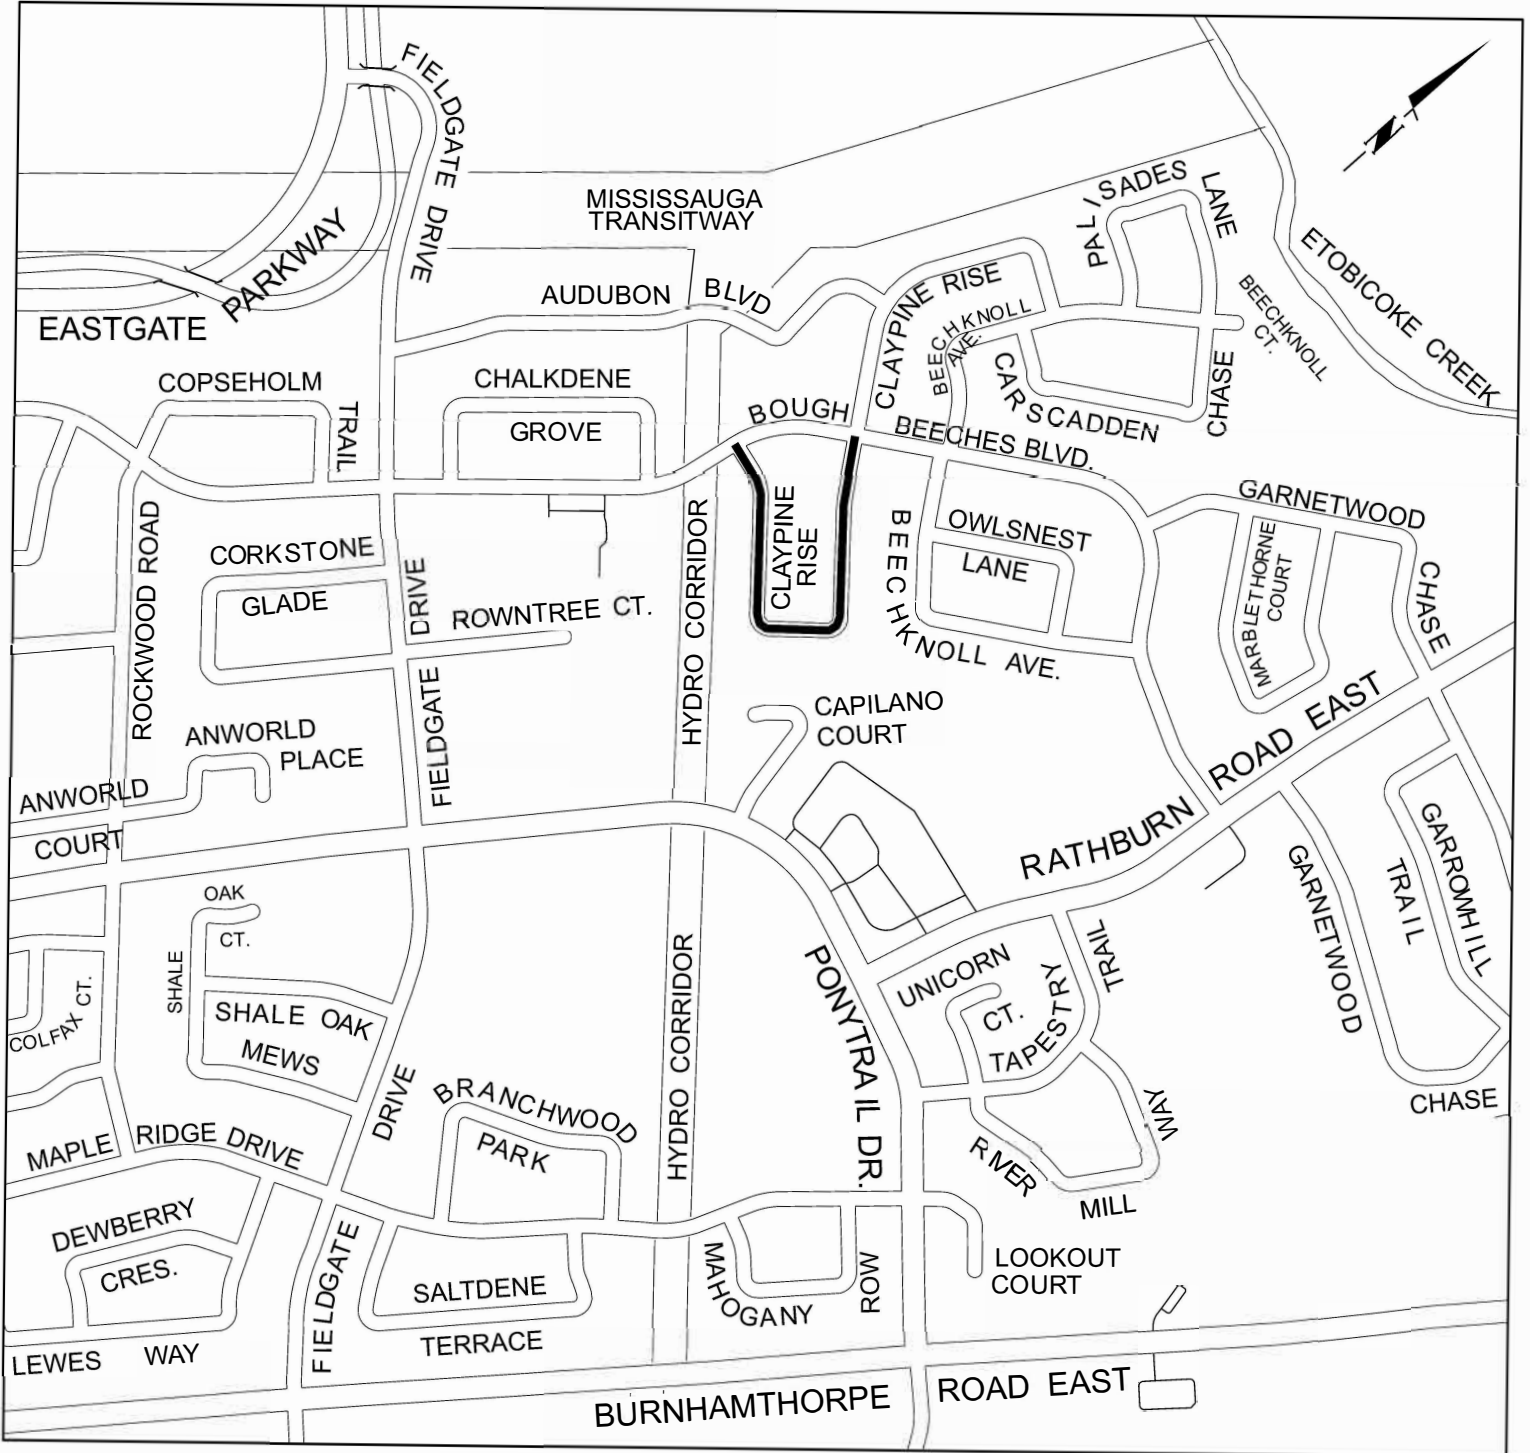 FIELDGATE DRIVE
MISSISSAUGA
TRANSITWAY
PALISADES
LANE
ETOBICOKE CREEK
N
EASTGATE
PARKWAY
AUDUBON BLVD
CLAYPINE RISE
BEECHKNOLL
AVE.
BEECHKNOLL
CT.
COPSEHOLM
TRAIL
CHALKDENE
GROVE
BOUGH
BEECHES BLVD.
CARSCADDEN
CHASE
GARNETWOOD
CHASE
MARBLETHORNE
COURT
ROCKWOOD ROAD
CORKSTONE
GLADE
DRIVE
FIELDGATE
ROWNTREE CT.
HYDRO CORRIDOR
CLAYPINE
RISE
BEECHKNOLL AVE.
OWLSNEST
LANE
ANWORLD
PLACE
ANWORLD
COURT
CAPILANO
COURT
RATHBURN ROAD EAST
OAK
CT.
SHALE
SHALE OAK
MEWS
COLFAX CT.
HYDRO CORRIDOR
PONYTRAIL DR.
UNICORN
CT.
TAPESTRY
TRAIL
GARNETWOOD
CHASE
TRAIL
GARROWHILL
MAPLE RIDGE DRIVE
DRIVE
FIELDGATE
BRANCHWOOD
PARK
RIVER
MILL
WAY
DEWBERRY
CRES.
SALTDENE
TERRACE
MAHOGANY
ROW
LOOKOUT
COURT
LEWES WAY
BURNHAMTHORPE ROAD EAST